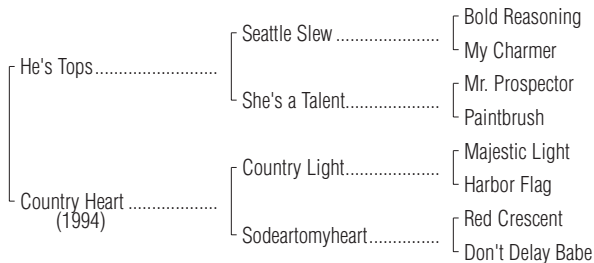 Bold Reasoning
Seattle Slew ..................
My Charmer
He's Tops.........................
Mr. Prospector
She's a Talent...................
Paintbrush
Majestic Light
Country Light...................
Harbor Flag
Country Heart ..................
(1994)
Red Crescent
Sodeartomyheart..............
Don't Delay Babe